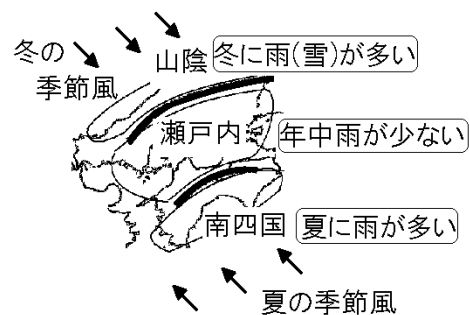 冬の
季節風
山陰
冬に雨(雪)が多い
瀬戸内
年中雨が少ない
南四国
夏に雨が多い
夏の季節風